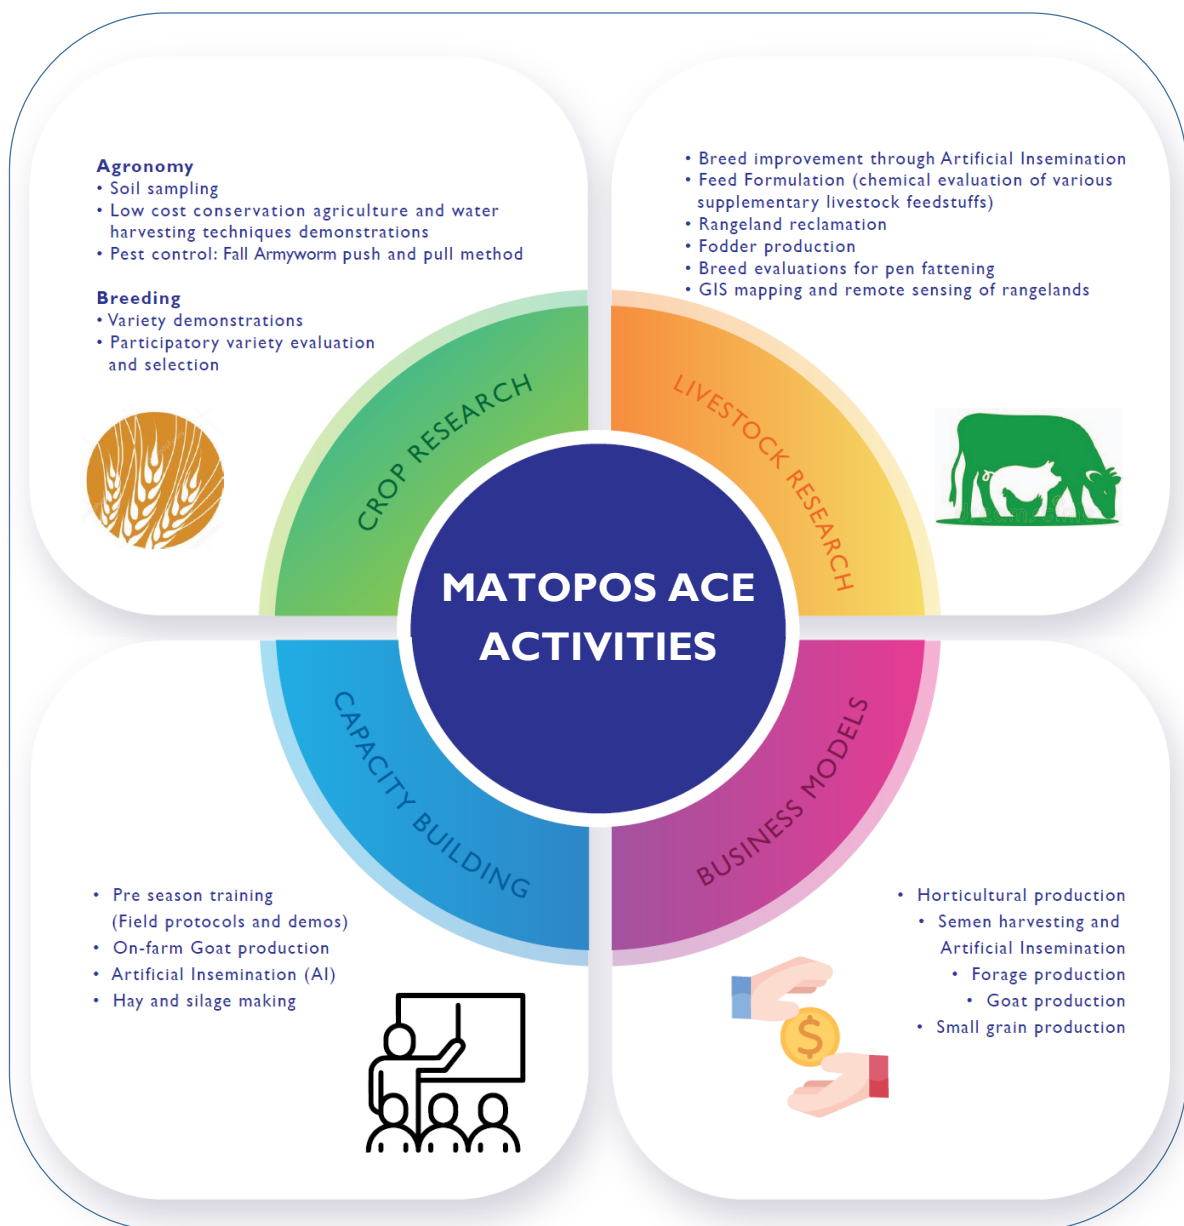 Agronomy
• Soil sampling
• Low cost conservation agriculture and water
harvesting techniques demonstrations
• Pest control: Fall Armyworm push and pull method
Breeding
• Variety demonstrations
• Participatory variety evaluation
and selection
• Breed improvement through Artificial Insemination
• Feed Formulation (chemical evaluation of various
supplementary livestock feedstuffs)
• Rangeland reclamation
• Fodder production
• Breed evaluations for pen fattening
• GIS mapping and remote sensing of rangelands
CROP RESEARCH
LIVESTOCK RESEARCH
MATOPOS ACE
ACTIVITIES
CAPACITY BUILDING
BUSINESS MODELS
• Pre season training
(Field protocols and demos)
• On-farm Goat production
• Artificial Insemination (AI)
• Hay and silage making
• Horticultural production
• Semen harvesting and
Artificial Insemination
• Forage production
• Goat production
• Small grain production
$